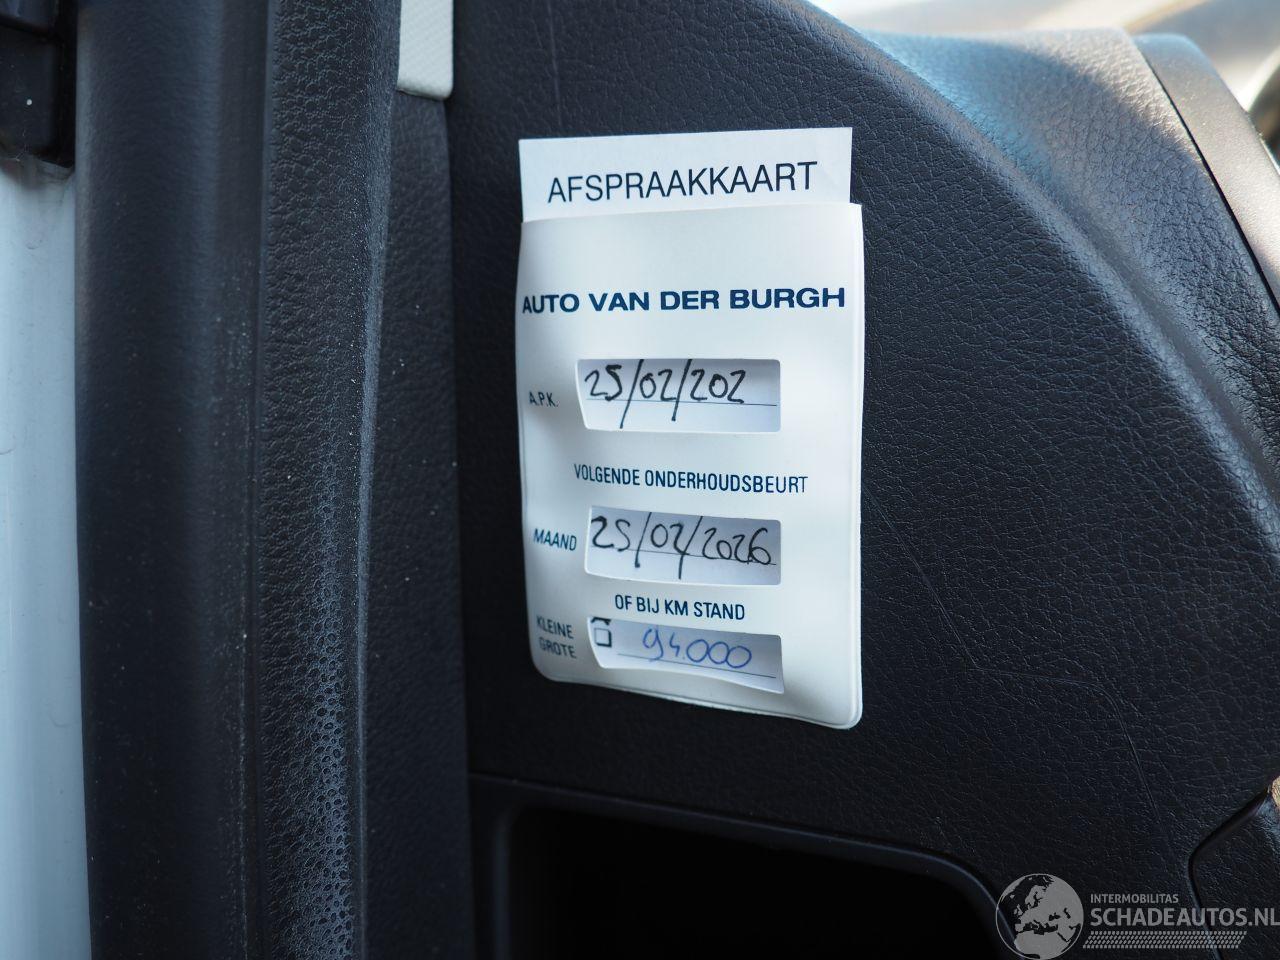 AFSPRAAKKAART
AUTO VAN DER BURGH
A.P.K. 25/02/202
VOLGENDE ONDERHOUDSBEURT
MAAND 25/02/2026
OF BIJ KM STAND
KLEINE
GROTE 94.000
INTERMOBILITAS
SCHADEAUTOS.NL